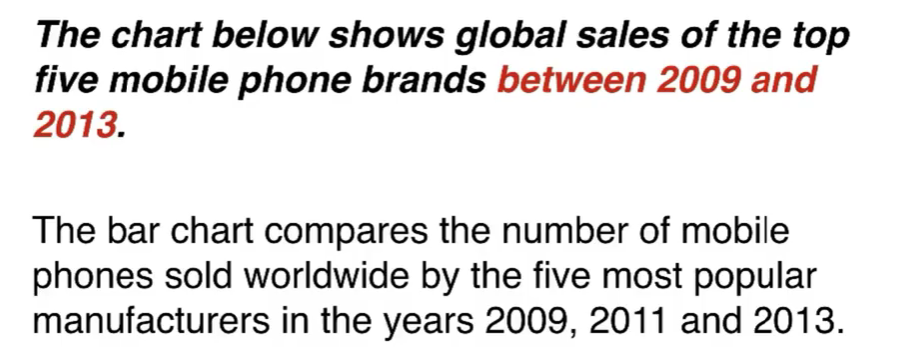 The chart below shows global sales of the top
five mobile phone brands between 2009 and
2013.
The bar chart compares the number of mobile
phones sold worldwide by the five most popular
manufacturers in the years 2009, 2011 and 2013.